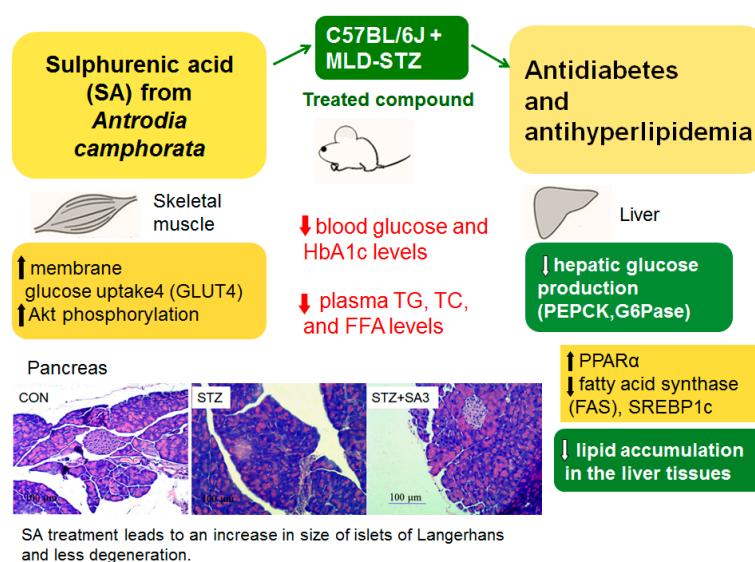 Sulphurenic acid
(SA) from
Antrodia
camphorata
C57BL/6J +
MLD-STZ
Treated compound
Antidiabetes
and
antihyperlipidemia
Skeletal
muscle
membrane
glucose uptake4 (GLUT4)
Akt phosphorylation
blood glucose and
HbA1c levels
plasma TG, TC,
and FFA levels
Liver
hepatic glucose
production
(PEPCK,G6Pase)
PPARα
fatty acid synthase
(FAS), SREBP1c
lipid accumulation
in the liver tissues
Pancreas
CON
STZ
STZ+SA3
100 μm
100 μm
100 μm
SA treatment leads to an increase in size of islets of Langerhans
and less degeneration.